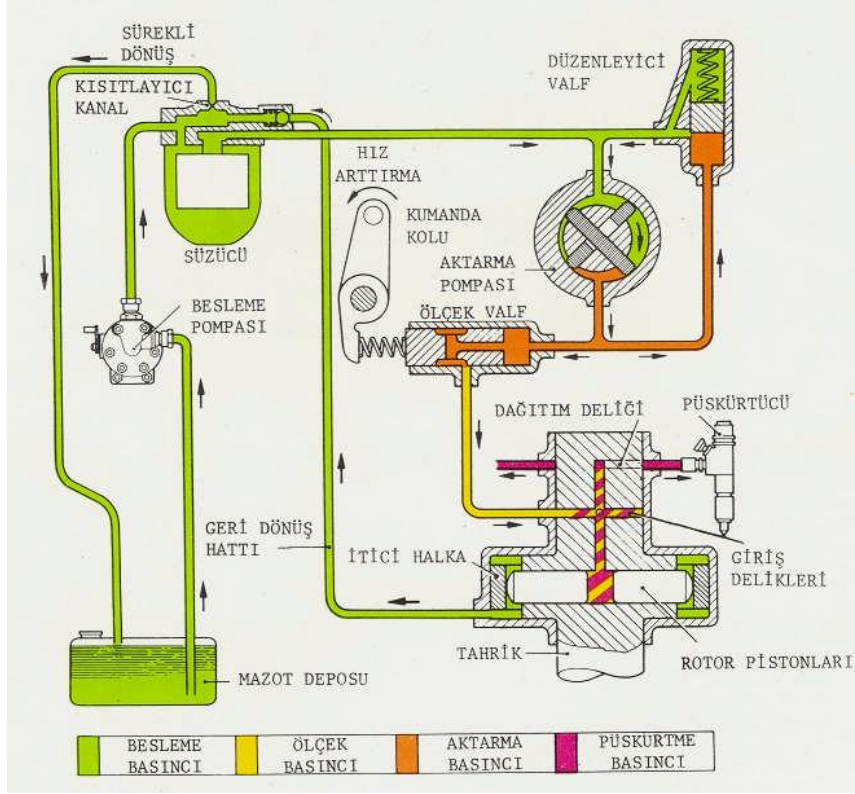 SÜREKLİ
DÖNÜŞ
KISITLAYICI
KANAL
DÜZENLEYİCİ
VALF
HIZ
ARTTIRMA
KUMANDA
KOLU
SÜZÜCÜ
AKTARMA
POMPASI
BESLEME
POMPASI
ÖLÇEK VALF
DAĞITIM DELİĞİ
PÜSKÜRTÜCÜ
GERİ DÖNÜŞ
HATTI
İTİCİ HALKA
GİRİŞ
DELİKLERİ
TAHRİK
ROTOR PİSTONLARI
MAZOT DEPOSU
BESLEME
BASINCI
ÖLÇEK
BASINCI
AKTARMA
BASINCI
PÜSKÜRTME
BASINCI